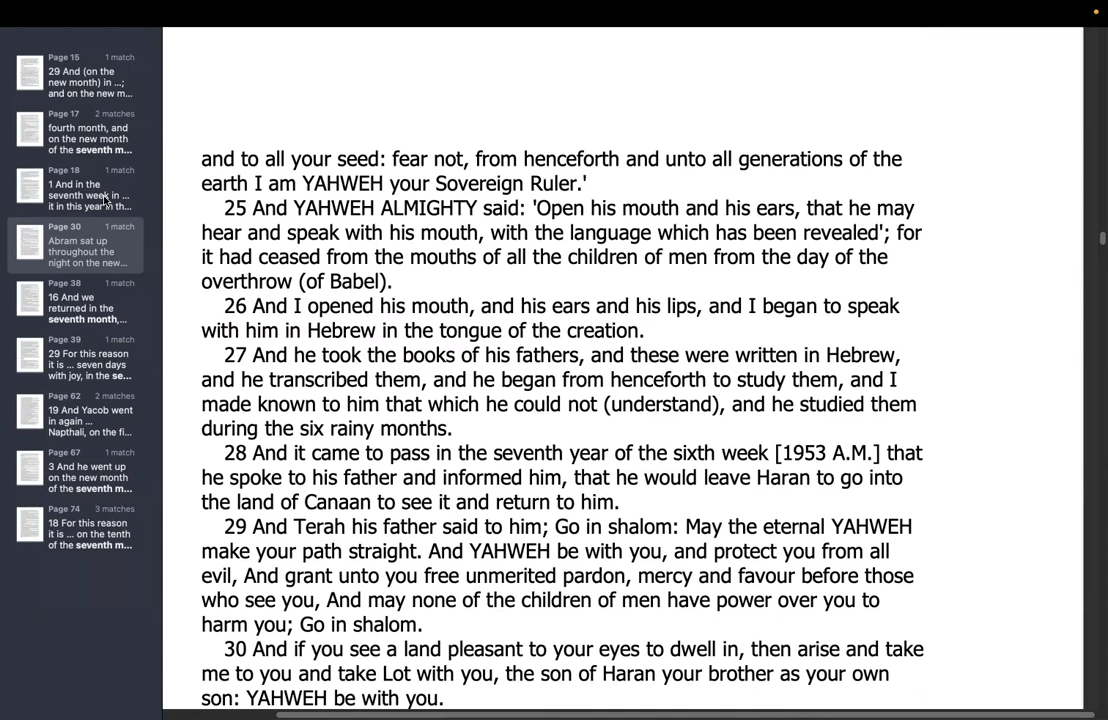 Page 15 1 match
29 And (on the
new month) in ...;
and on the new m...
Page 17 2 matches
fourth month, and
on the new month
of the seventh m...
Page 18 1 match
1 And in the
seventh week in ...
it in this year in th...
Page 30 1 match
Abram sat up
throughout the
night on the new...
Page 38 1 match
16 And we
returned in the
seventh month,...
Page 39 1 match
29 For this reason
it is ... seven days
with joy, in the se...
Page 62 2 matches
19 And Yacob went
in again ...
Napthali, on the fi...
Page 67 1 match
3 And he went up
on the new month
of the seventh m...
Page 74 3 matches
18 For this reason
it is ... on the tenth
of the seventh m...
and to all your seed: fear not, from henceforth and unto all generations of the
earth I am YAHWEH your Sovereign Ruler.'
25 And YAHWEH ALMIGHTY said: 'Open his mouth and his ears, that he may
hear and speak with his mouth, with the language which has been revealed'; for
it had ceased from the mouths of all the children of men from the day of the
overthrow (of Babel).
26 And I opened his mouth, and his ears and his lips, and I began to speak
with him in Hebrew in the tongue of the creation.
27 And he took the books of his fathers, and these were written in Hebrew,
and he transcribed them, and he began from henceforth to study them, and I
made known to him that which he could not (understand), and he studied them
during the six rainy months.
28 And it came to pass in the seventh year of the sixth week [1953 A.M.] that
he spoke to his father and informed him, that he would leave Haran to go into
the land of Canaan to see it and return to him.
29 And Terah his father said to him; Go in shalom: May the eternal YAHWEH
make your path straight. And YAHWEH be with you, and protect you from all
evil, And grant unto you free unmerited pardon, mercy and favour before those
who see you, And may none of the children of men have power over you to
harm you; Go in shalom.
30 And if you see a land pleasant to your eyes to dwell in, then arise and take
me to you and take Lot with you, the son of Haran your brother as your own
son: YAHWEH be with you.